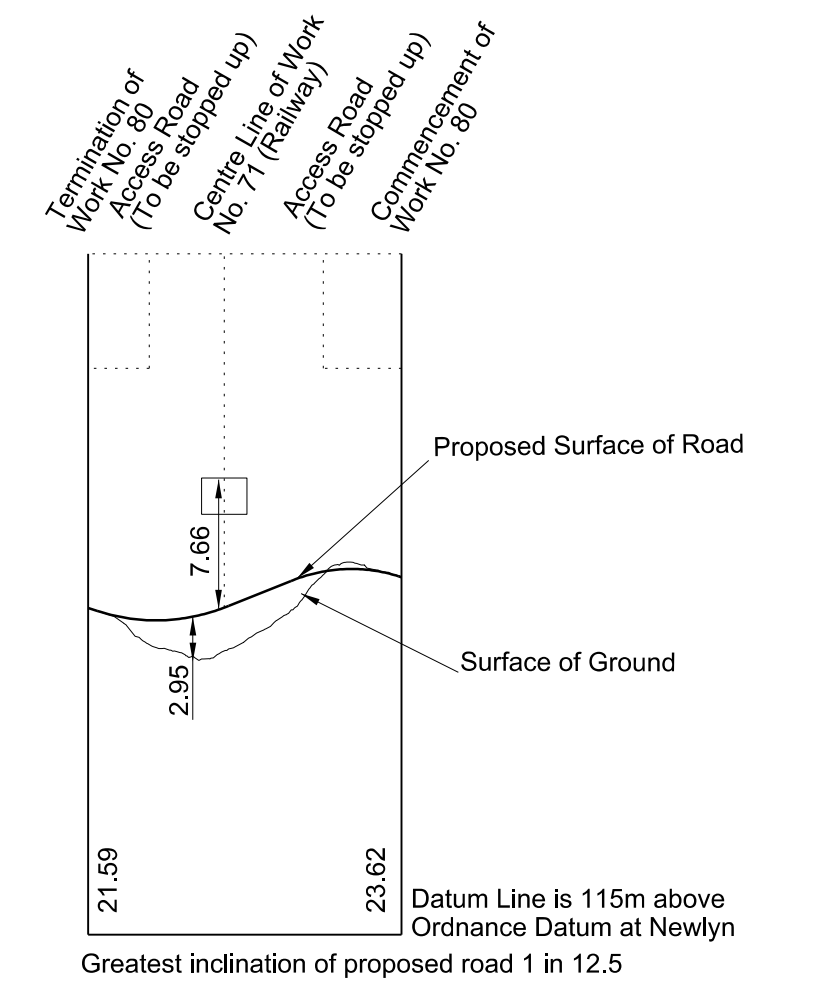 Termination of
Work No. 80
Access Road
(To be stopped up)
Centre Line of Work
No. 71 (Railway)
Access Road
(To be stopped up)
Commencement of
Work No. 80
Proposed Surface of Road
7.66
Surface of Ground
2.95
21.59
23.62
Datum Line is 115m above
Ordnance Datum at Newlyn
Greatest inclination of proposed road 1 in 12.5